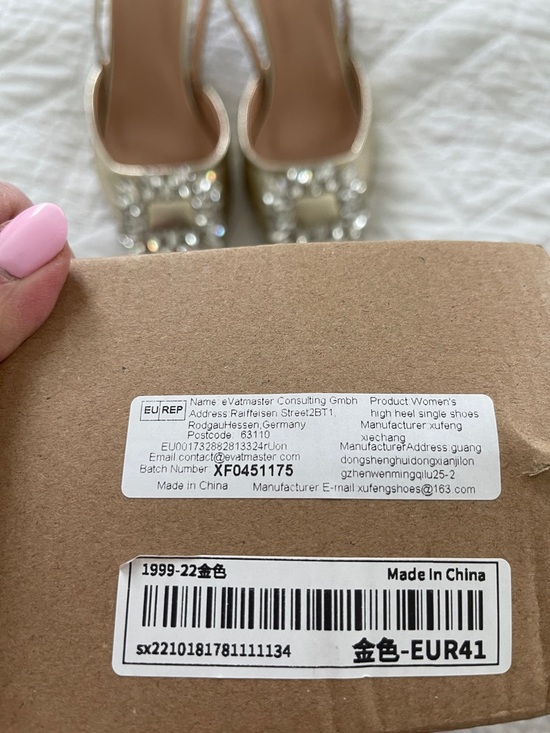 EU REP
Name:eVatmaster Consulting Gmbh
Address:Raiffeisen Street2BT1,
RodgauHessen,Germany
Postcode: 63110
EU001732882813324rUon
Email contact@evatmaster.com
Batch Number: XF0451175
Made in China
Product Women's
high heel single shoes
Manufacturer:xufeng
xiechang
ManufacturerAddress:guang
dongshenghuidongxianjilon
gzhenwenmingqilu25-2
Manufacturer E-mail:xufengshoes@163.com
1999-22金色
Made In China
sx2210181781111134
金色-EUR41